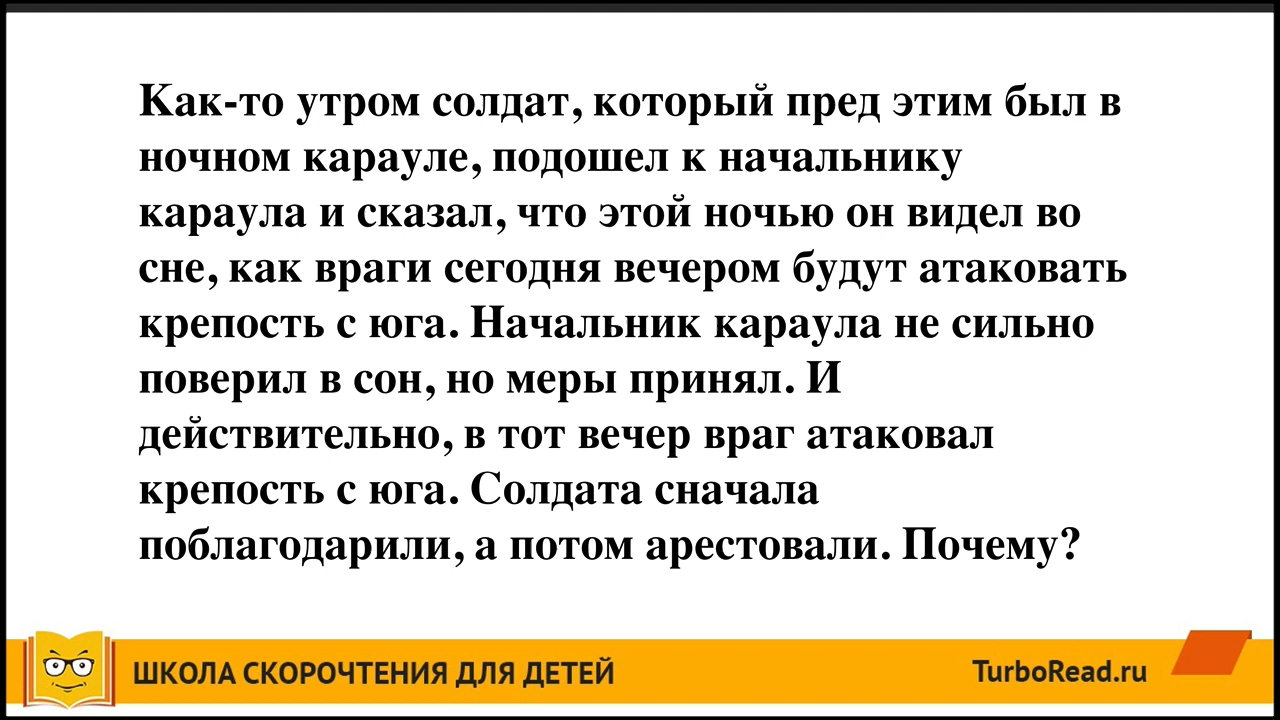 Как-то утром солдат, который пред этим был в
ночном карауле, подошел к начальнику
караула и сказал, что этой ночью он видел во
сне, как враги сегодня вечером будут атаковать
крепость с юга. Начальник караула не сильно
поверил в сон, но меры принял. И
действительно, в тот вечер враг атаковал
крепость с юга. Солдата сначала
поблагодарили, а потом арестовали. Почему?
ШКОЛА СКОРОЧТЕНИЯ ДЛЯ ДЕТЕЙ
TurboRead.ru